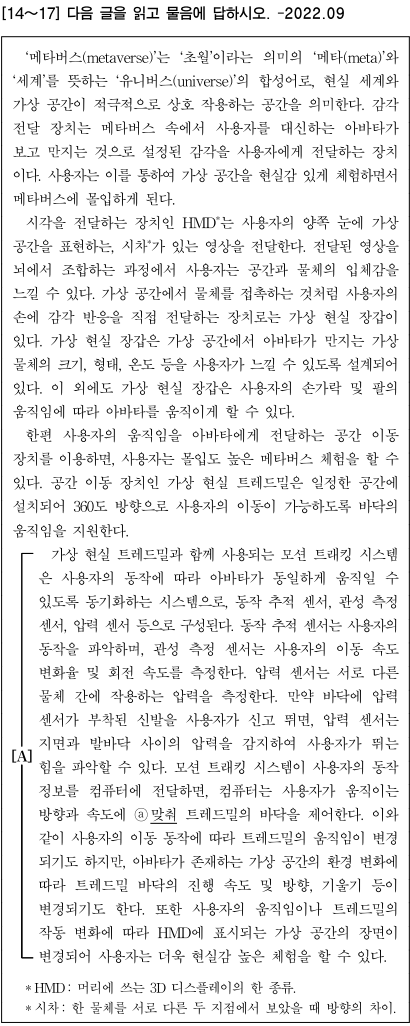 [14~17] 다음 글을 읽고 물음에 답하시오. -2022.09
'메타버스(metaverse)'는 '초월'이라는 의미의 '메타(meta)'와
'세계'를 뜻하는 '유니버스(universe)'의 합성어로, 현실 세계와
가상 공간이 적극적으로 상호 작용하는 공간을 의미한다. 감각
전달 장치는 메타버스 속에서 사용자를 대신하는 아바타가
보고 만지는 것으로 설정된 감각을 사용자에게 전달하는 장치
이다. 사용자는 이를 통하여 가상 공간을 현실감 있게 체험하면서
메타버스에 몰입하게 된다.
시각을 전달하는 장치인 HMD*는 사용자의 양쪽 눈에 가상
공간을 표현하는, 시차*가 있는 영상을 전달한다. 전달된 영상을
뇌에서 조합하는 과정에서 사용자는 공간과 물체의 입체감을
느낄 수 있다. 가상 공간에서 물체를 접촉하는 것처럼 사용자의
손에 감각 반응을 직접 전달하는 장치로는 가상 현실 장갑이
있다. 가상 현실 장갑은 가상 공간에서 아바타가 만지는 가상
물체의 크기, 형태, 온도 등을 사용자가 느낄 수 있도록 설계되어
있다. 이 외에도 가상 현실 장갑은 사용자의 손가락 및 팔의
움직임에 따라 아바타를 움직이게 할 수 있다.
한편 사용자의 움직임을 아바타에게 전달하는 공간 이동
장치를 이용하면, 사용자는 몰입도 높은 메타버스 체험을 할 수
있다. 공간 이동 장치인 가상 현실 트레드밀은 일정한 공간에
설치되어 360도 방향으로 사용자의 이동이 가능하도록 바닥의
움직임을 지원한다.
가상 현실 트레드밀과 함께 사용되는 모션 트래킹 시스템
은 사용자의 동작에 따라 아바타가 동일하게 움직일 수
있도록 동기화하는 시스템으로, 동작 추적 센서, 관성 측정
센서, 압력 센서 등으로 구성된다. 동작 추적 센서는 사용자의
동작을 파악하며, 관성 측정 센서는 사용자의 이동 속도
변화율 및 회전 속도를 측정한다. 압력 센서는 서로 다른
물체 간에 작용하는 압력을 측정한다. 만약 바닥에 압력
센서가 부착된 신발을 사용자가 신고 뛰면, 압력 센서는
지면과 발바닥 사이의 압력을 감지하여 사용자가 뛰는
[A] 힘을 파악할 수 있다. 모션 트래킹 시스템이 사용자의 동작
정보를 컴퓨터에 전달하면, 컴퓨터는 사용자가 움직이는
방향과 속도에 ⓐ맞춰 트레드밀의 바닥을 제어한다. 이와
같이 사용자의 이동 동작에 따라 트레드밀의 움직임이 변경
되기도 하지만, 아바타가 존재하는 가상 공간의 환경 변화에
따라 트레드밀 바닥의 진행 속도 및 방향, 기울기 등이
변경되기도 한다. 또한 사용자의 움직임이나 트레드밀의
작동 변화에 따라 HMD에 표시되는 가상 공간의 장면이
변경되어 사용자는 더욱 현실감 높은 체험을 할 수 있다.
* HMD: 머리에 쓰는 3D 디스플레이의 한 종류.
* 시차: 한 물체를 서로 다른 두 지점에서 보았을 때 방향의 차이.